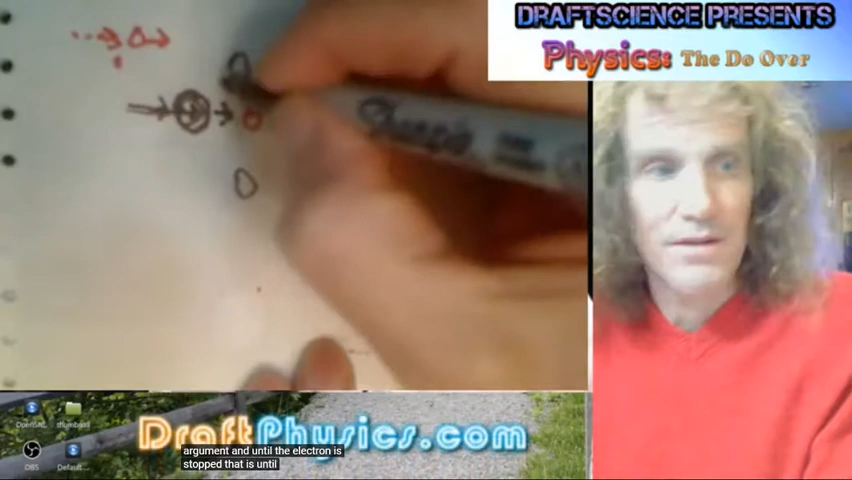 DRAFTSCIENCE PRESENTS
Physics: The Do Over
Sharpie
DraftPhysics.com
argument and until the electron is
stopped that is until
thumbnail
OBS
Default...